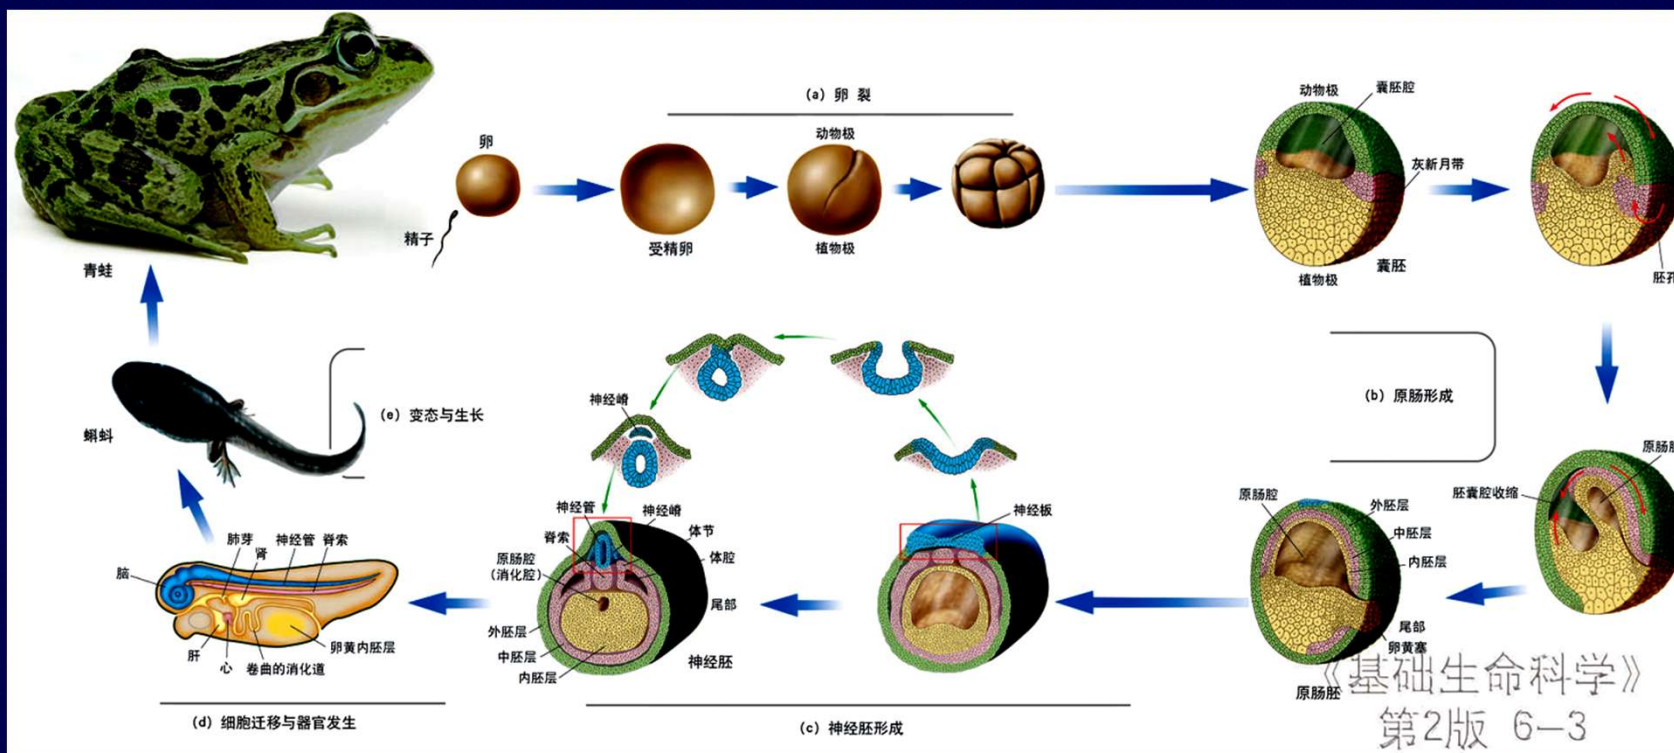 (a) 卵 裂
卵
精子
青蛙
受精卵
动物极
植物极
动物极
囊胚腔
灰新月带
囊胚
植物极
胚孔
(b) 原肠形成
原肠腔
胚囊腔收缩
原肠腔
外胚层
中胚层
内胚层
尾部
卵黄塞
原肠胚
神经嵴
神经管
神经嵴
脊索
体节
原肠腔
(消化腔)
体腔
尾部
外胚层
中胚层
内胚层
神经胚
神经板
(c) 神经胚形成
肺芽
肾
神经管
脊索
脑
肝
心
卷曲的消化道
卵黄内胚层
(d) 细胞迁移与器官发生
蝌蚪
(e) 变态与生长
《基础生命科学》
第2版 6-3